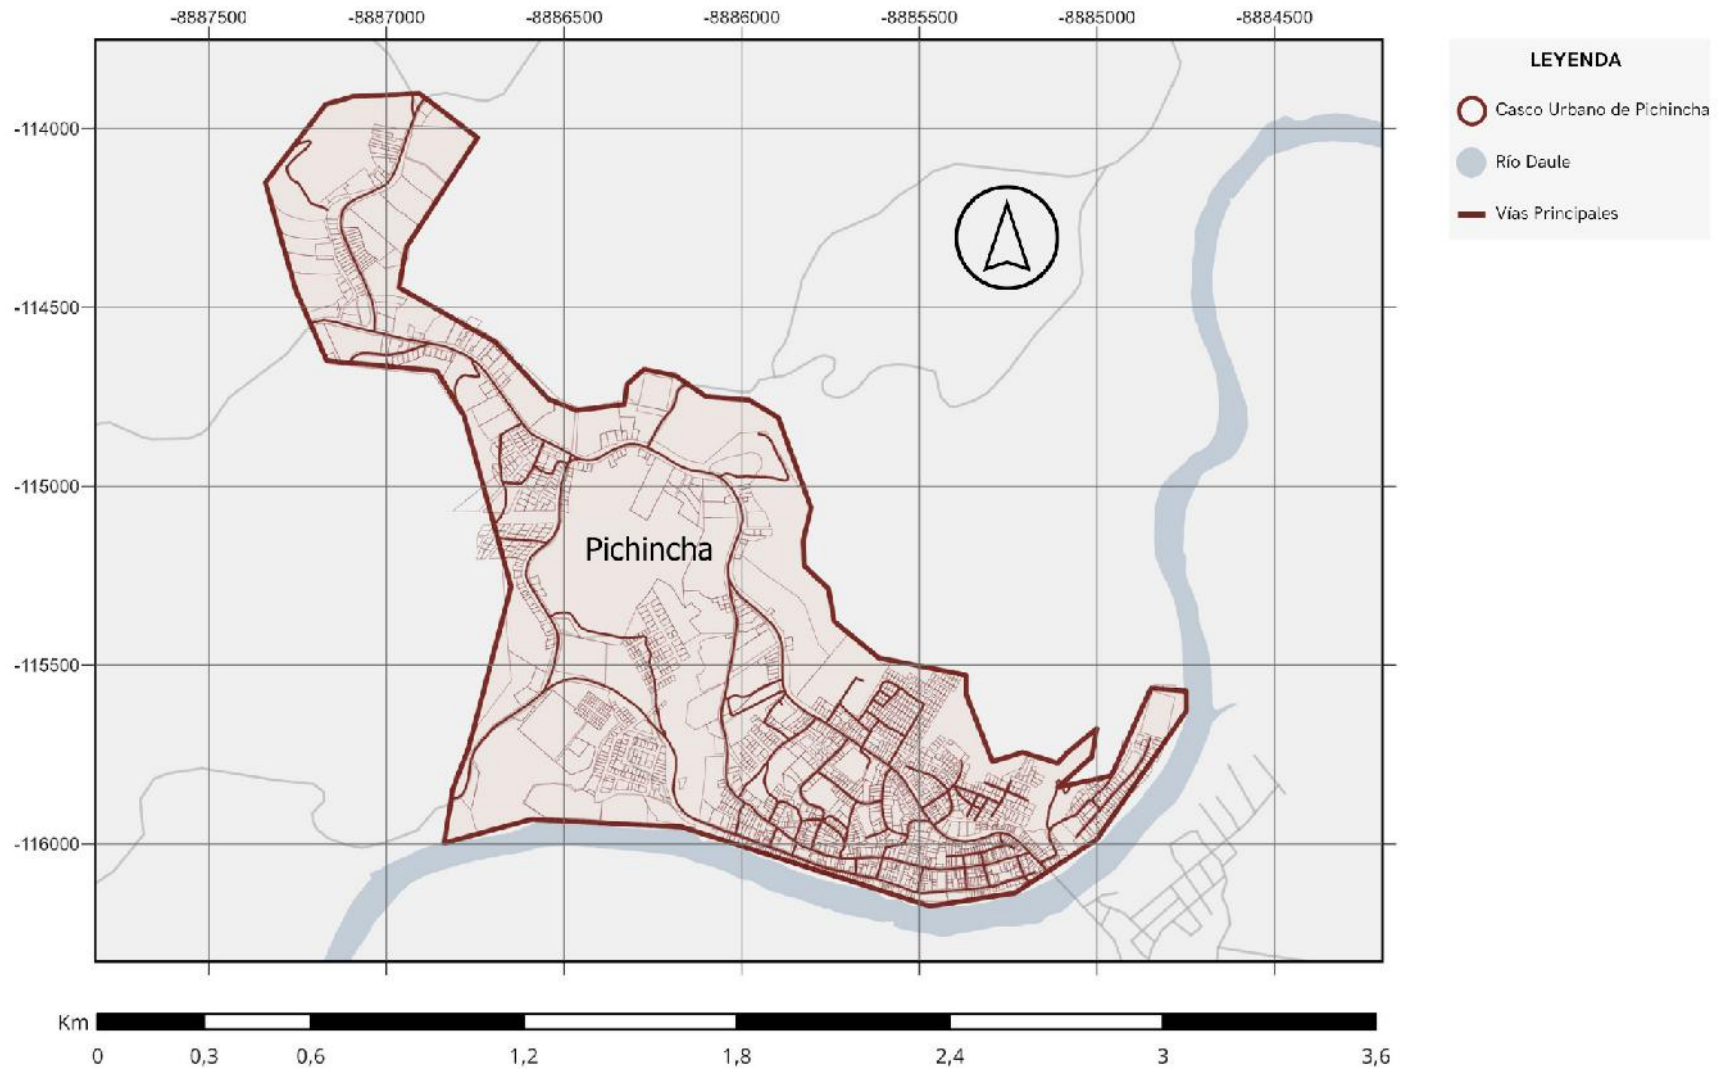 -8887500 -8887000 -8886500 -8886000 -8885500 -8885000 -8884500
LEYENDA
Casco Urbano de Pichincha
Río Daule
Vías Principales
-114000
-114500
-115000
Pichincha
-115500
-116000
Km
0 0,3 0,6 1,2 1,8 2,4 3 3,6